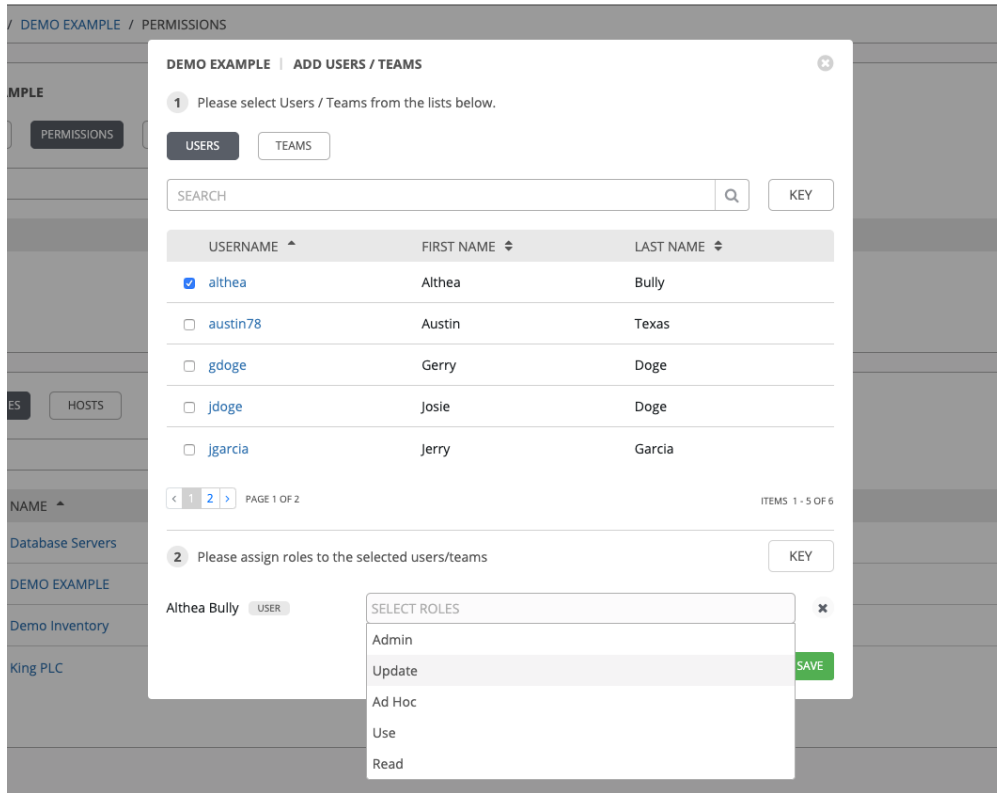 / DEMO EXAMPLE / PERMISSIONS
DEMO EXAMPLE | ADD USERS / TEAMS
1 Please select Users / Teams from the lists below.
MPLE
PERMISSIONS
USERS TEAMS
SEARCH KEY
USERNAME FIRST NAME LAST NAME
althea Althea Bully
austin78 Austin Texas
gdoge Gerry Doge
jdoge Josie Doge
jgarcia Jerry Garcia
ES HOSTS
< 1 2 > PAGE 1 OF 2 ITEMS 1 - 5 OF 6
NAME
Database Servers
DEMO EXAMPLE
Demo Inventory
King PLC
2 Please assign roles to the selected users/teams KEY
Althea Bully USER SELECT ROLES
Admin
Update
Ad Hoc
Use
Read
SAVE